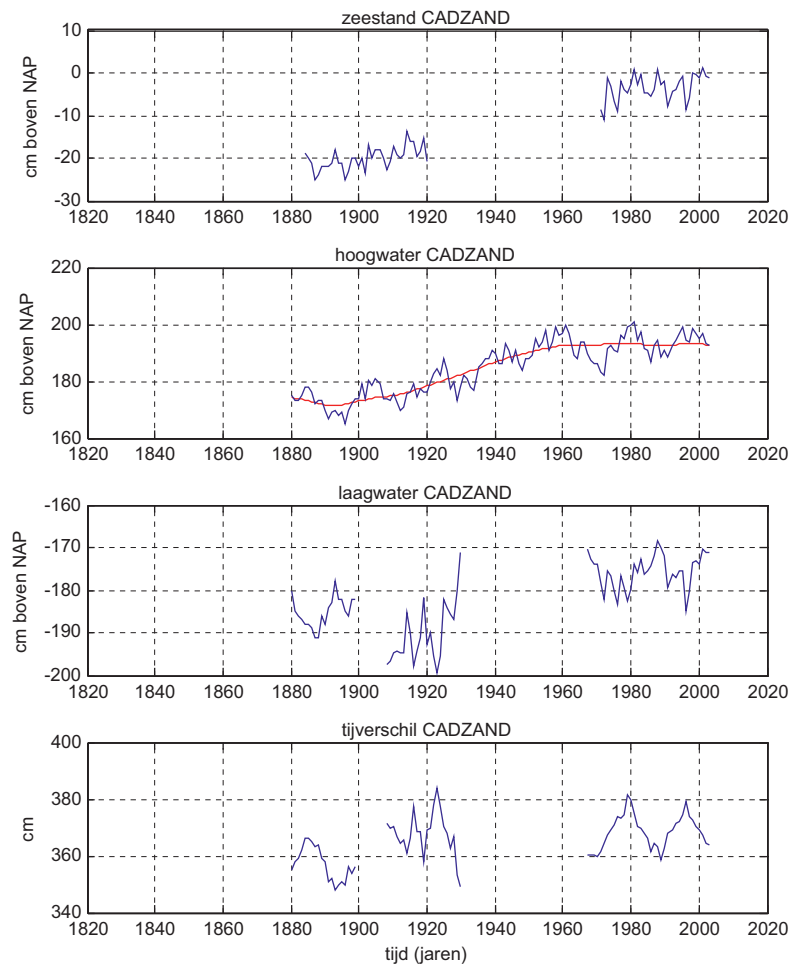 zeestand CADZAND
10
0
-10
-20
-30
cm boven NAP
1820 1840 1860 1880 1900 1920 1940 1960 1980 2000 2020
hoogwater CADZAND
220
200
180
160
cm boven NAP
1820 1840 1860 1880 1900 1920 1940 1960 1980 2000 2020
laagwater CADZAND
-160
-170
-180
-190
-200
cm boven NAP
1820 1840 1860 1880 1900 1920 1940 1960 1980 2000 2020
tijverschil CADZAND
400
380
360
340
cm
1820 1840 1860 1880 1900 1920 1940 1960 1980 2000 2020
tijd (jaren)